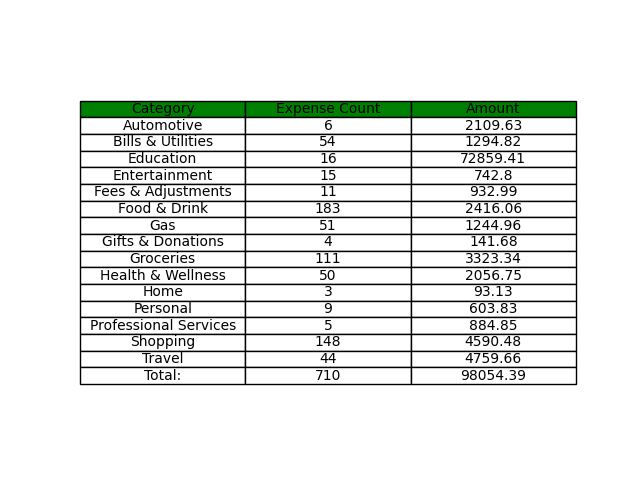 Category Expense Count Amount
Automotive 6 2109.63
Bills & Utilities 54 1294.82
Education 16 72859.41
Entertainment 15 742.8
Fees & Adjustments 11 932.99
Food & Drink 183 2416.06
Gas 51 1244.96
Gifts & Donations 4 141.68
Groceries 111 3323.34
Health & Wellness 50 2056.75
Home 3 93.13
Personal 9 603.83
Professional Services 5 884.85
Shopping 148 4590.48
Travel 44 4759.66
Total: 710 98054.39